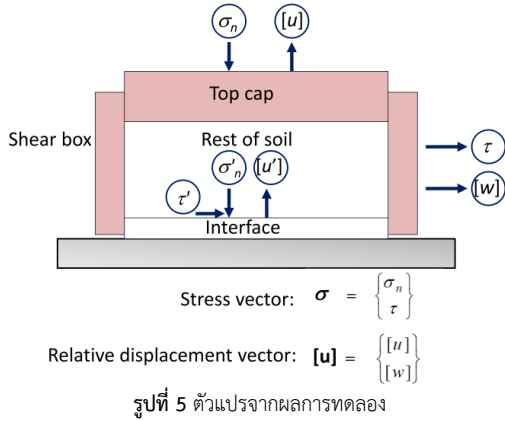 σn [u]
Top cap
Shear box
Rest of soil
τ
σ'n [u']
[w]
τ'
Interface
Stress vector: σ = {σn τ}
Relative displacement vector: [u] = {[u] [w]}
รูปที่ 5 ตัวแปรจากผลการทดลอง